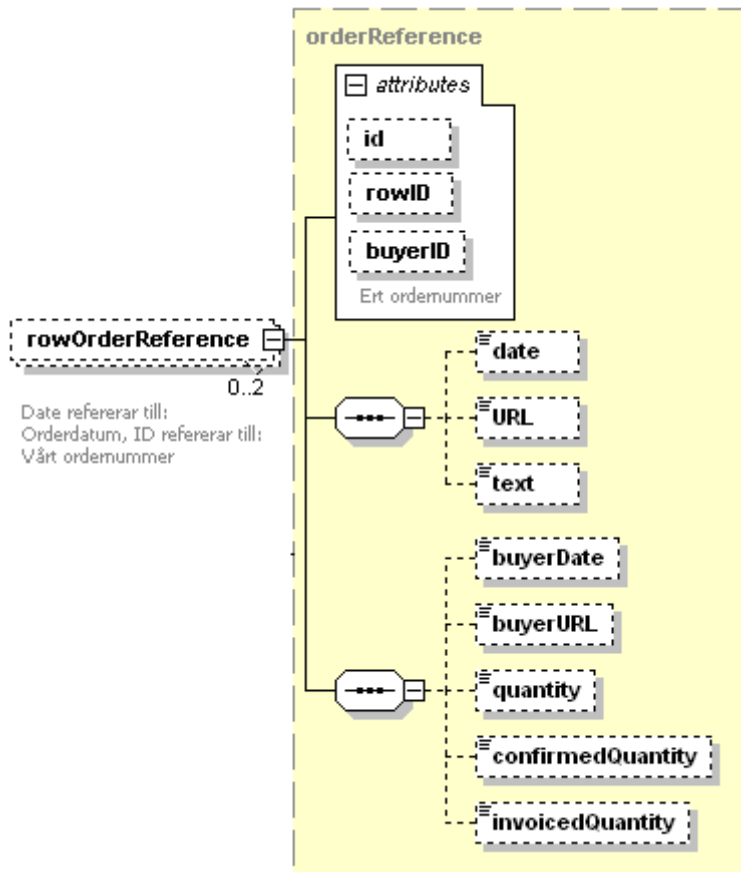 orderReference
attributes
id
rowID
buyerID
Ert ordernummer
rowOrderReference
0..2
Date refererar till:
Orderdatum, ID refererar till:
Vårt ordernummer
date
URL
text
buyerDate
buyerURL
quantity
confirmedQuantity
invoicedQuantity